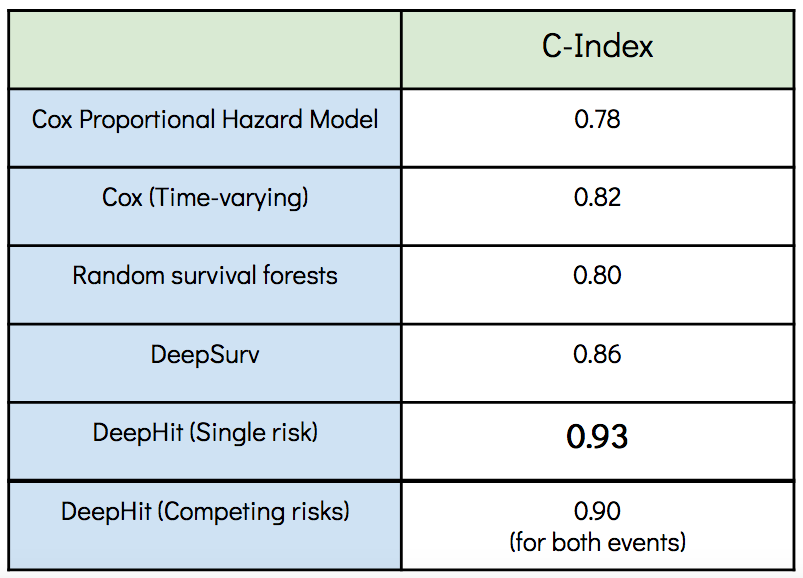 C-Index
Cox Proportional Hazard Model
0.78
Cox (Time-varying)
0.82
Random survival forests
0.80
DeepSurv
0.86
DeepHit (Single risk)
0.93
DeepHit (Competing risks)
0.90
(for both events)